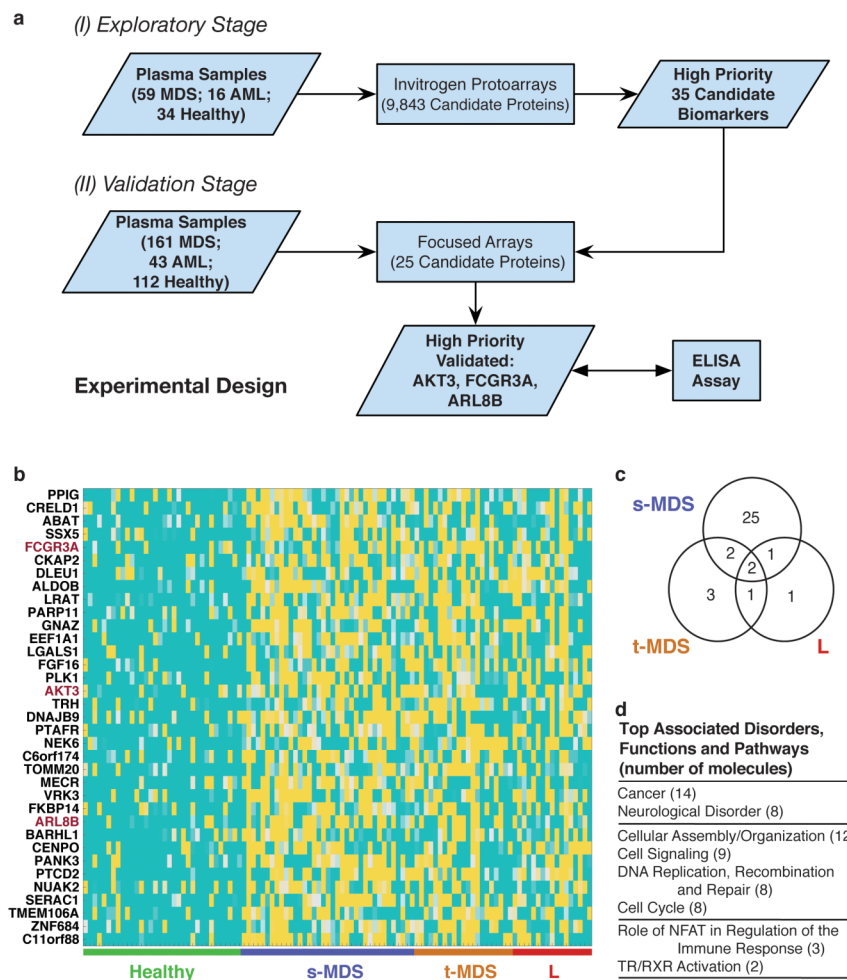 a
(I) Exploratory Stage
Plasma Samples
(59 MDS; 16 AML;
34 Healthy)
Invitrogen Protoarrays
(9,843 Candidate Proteins)
High Priority
35 Candidate
Biomarkers
(II) Validation Stage
Plasma Samples
(161 MDS;
43 AML;
112 Healthy)
Focused Arrays
(25 Candidate Proteins)
High Priority
Validated:
AKT3, FCGR3A,
ARL8B
ELISA
Assay
Experimental Design
b
PPIG
CRELD1
ABAT
SSX5
FCGR3A
CKAP2
DLEU1
ALDOB
LRAT
PARP11
GNAZ
EEF1A1
LGALS1
FGF16
PLK1
AKT3
TRH
DNAJB9
PTAFR
NEK6
C6orf174
TOMM20
MECR
VRK3
FKBP14
ARL8B
BARHL1
CENPO
PANK3
PTCD2
NUAK2
SERAC1
TMEM106A
ZNF684
C11orf88
Healthy
s-MDS
t-MDS
L
c
s-MDS
25
2
1
2
3
1
1
t-MDS
L
d
Top Associated Disorders,
Functions and Pathways
(number of molecules)
Cancer (14)
Neurological Disorder (8)
Cellular Assembly/Organization (12
Cell Signaling (9)
DNA Replication, Recombination
and Repair (8)
Cell Cycle (8)
Role of NFAT in Regulation of the
Immune Response (3)
TR/RXR Activation (2)